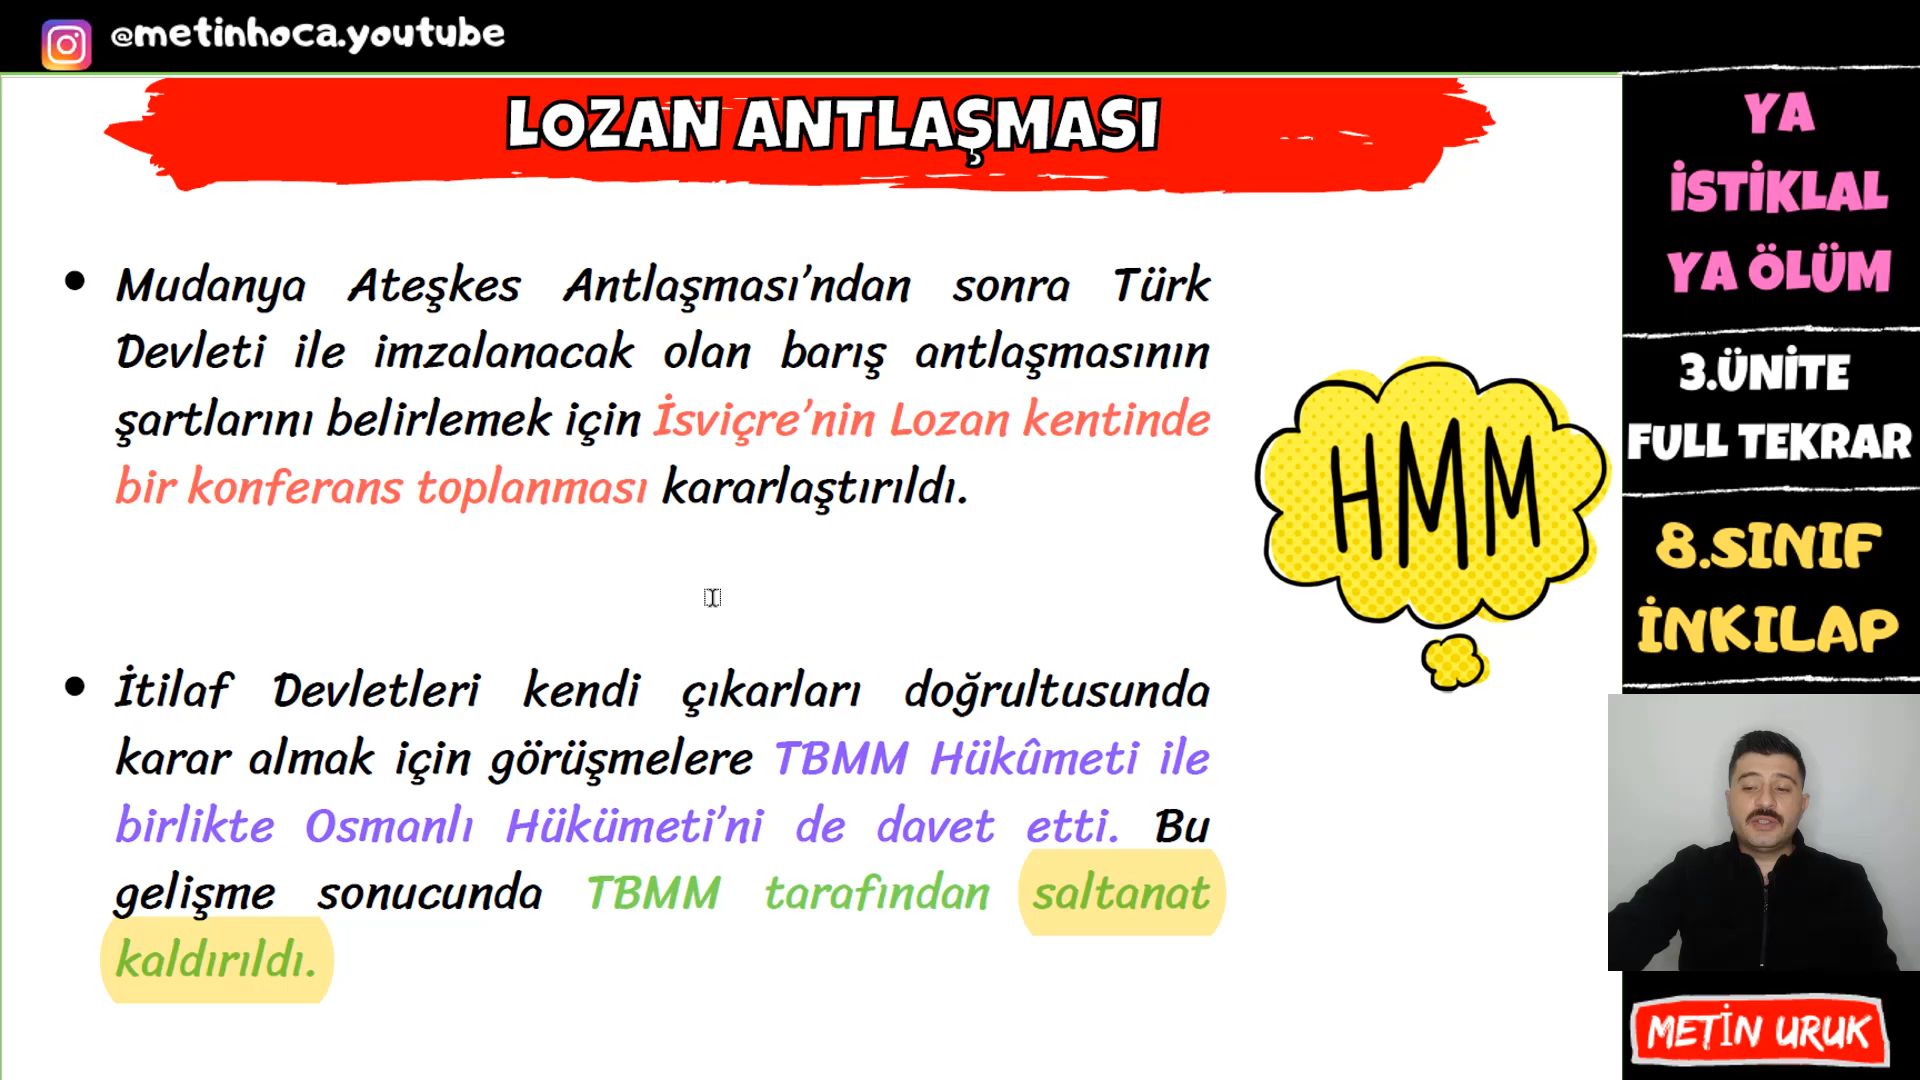 @metinhoca.youtube
LOZAN ANTLAŞMASI
• Mudanya Ateşkes Antlaşması'ndan sonra Türk
Devleti ile imzalanacak olan barış antlaşmasının
şartlarını belirlemek için İsviçre'nin Lozan kentinde
bir konferans toplanması kararlaştırıldı.
• İtilaf Devletleri kendi çıkarları doğrultusunda
karar almak için görüşmelere TBMM Hükûmeti ile
birlikte Osmanlı Hükümeti'ni de davet etti. Bu
gelişme sonucunda TBMM tarafından saltanat
kaldırıldı.
HMM
YA
İSTİKLAL
YA ÖLÜM
3.ÜNİTE
FULL TEKRAR
8.SINIF
İNKILAP
METİN URUK